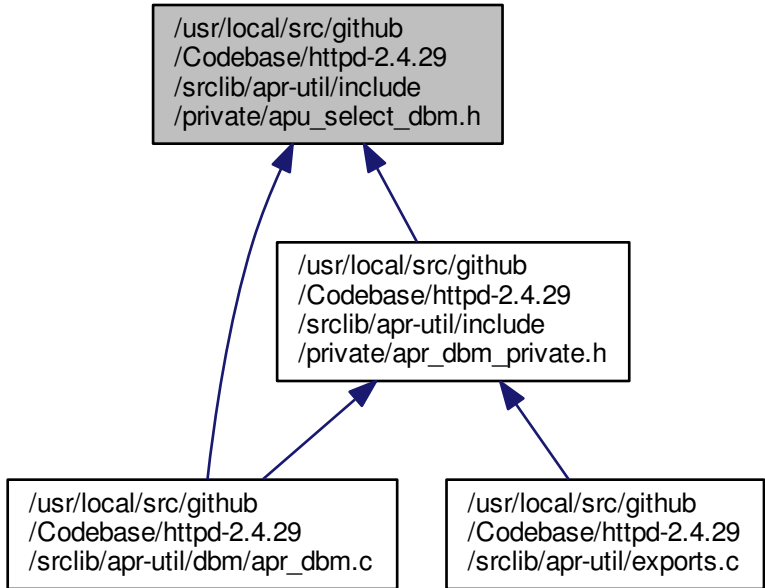 /usr/local/src/github
/Codebase/httpd-2.4.29
/srclib/apr-util/include
/private/apu_select_dbm.h
/usr/local/src/github
/Codebase/httpd-2.4.29
/srclib/apr-util/include
/private/apr_dbm_private.h
/usr/local/src/github
/Codebase/httpd-2.4.29
/srclib/apr-util/dbm/apr_dbm.c
/usr/local/src/github
/Codebase/httpd-2.4.29
/srclib/apr-util/exports.c